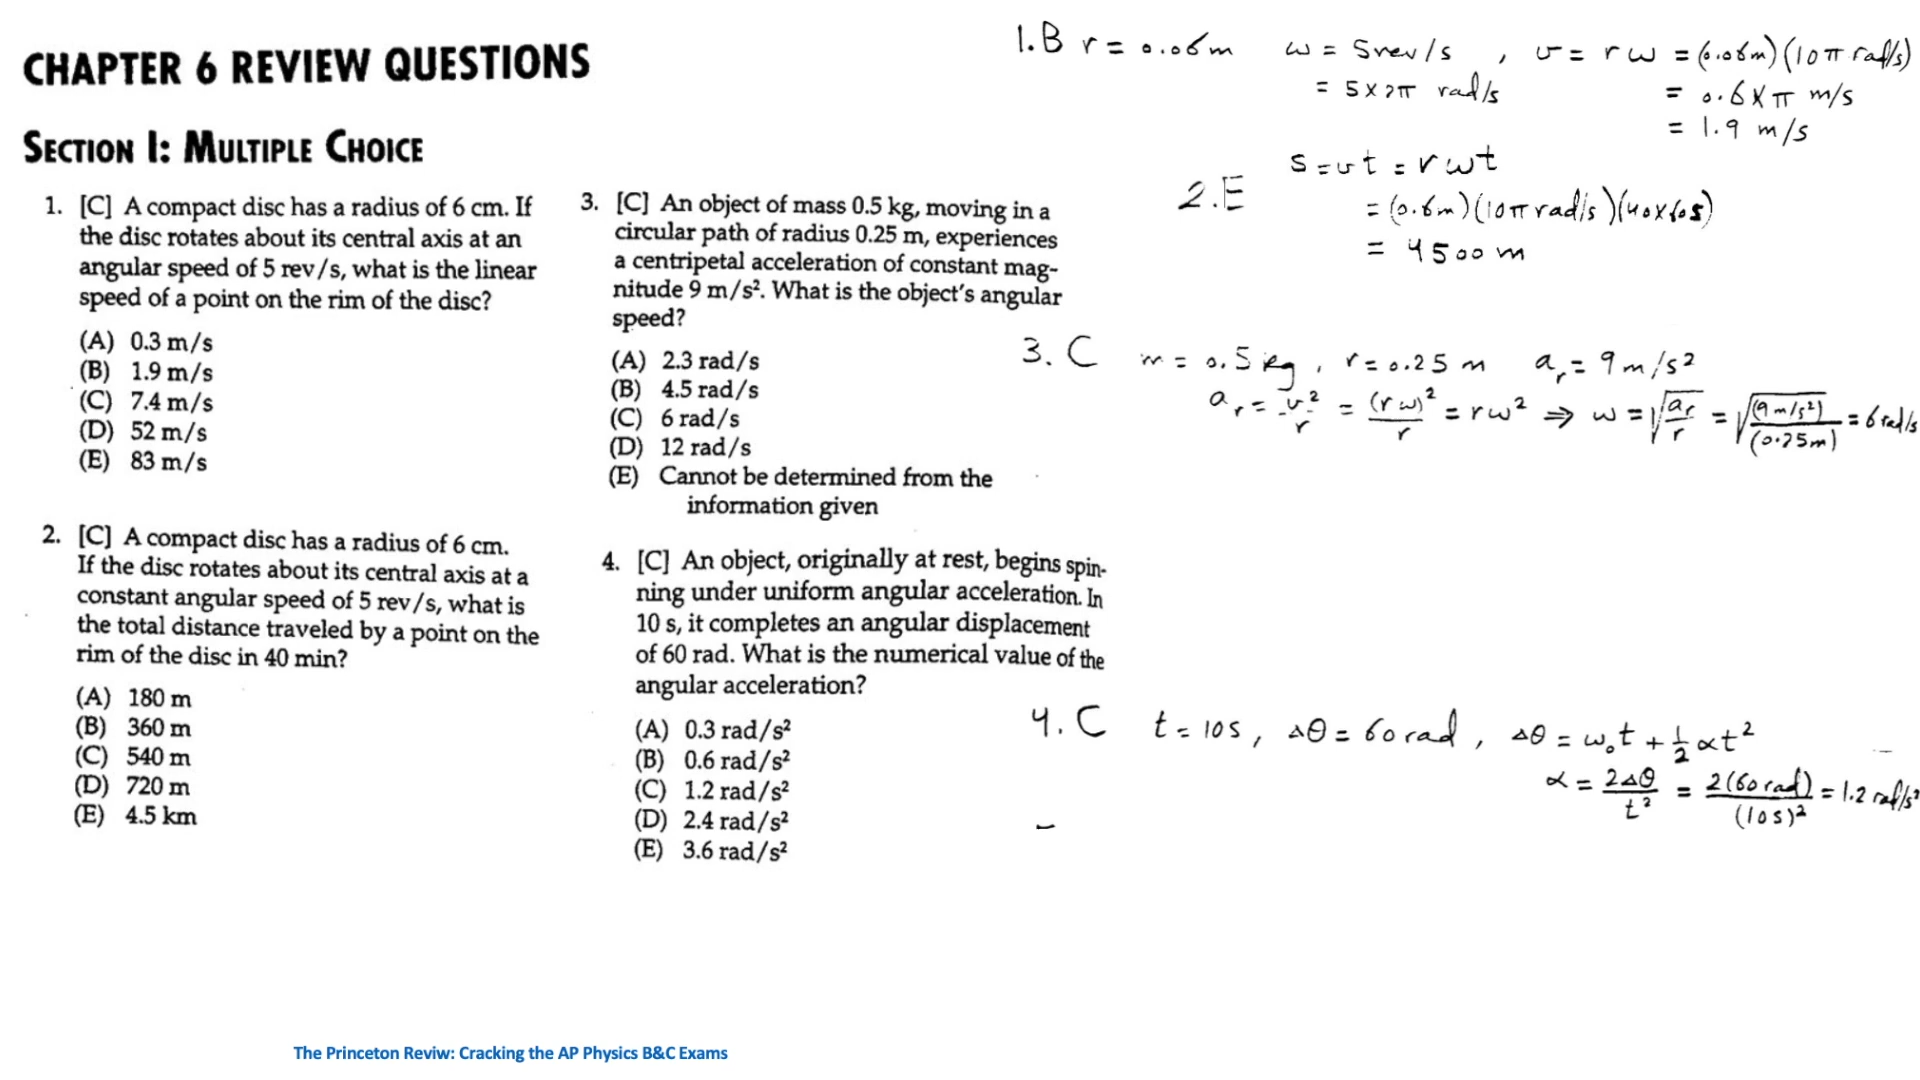 CHAPTER 6 REVIEW QUESTIONS
SECTION I: MULTIPLE CHOICE
1. [C] A compact disc has a radius of 6 cm. If
the disc rotates about its central axis at an
angular speed of 5 rev/s, what is the linear
speed of a point on the rim of the disc?
(A) 0.3 m/s
(B) 1.9 m/s
(C) 7.4 m/s
(D) 52 m/s
(E) 83 m/s
2. [C] A compact disc has a radius of 6 cm.
If the disc rotates about its central axis at a
constant angular speed of 5 rev/s, what is
the total distance traveled by a point on the
rim of the disc in 40 min?
(A) 180 m
(B) 360 m
(C) 540 m
(D) 720 m
(E) 4.5 km
3. [C] An object of mass 0.5 kg, moving in a
circular path of radius 0.25 m, experiences
a centripetal acceleration of constant mag-
nitude 9 m/s². What is the object's angular
speed?
(A) 2.3 rad/s
(B) 4.5 rad/s
(C) 6 rad/s
(D) 12 rad/s
(E) Cannot be determined from the
information given
4. [C] An object, originally at rest, begins spin-
ning under uniform angular acceleration. In
10 s, it completes an angular displacement
of 60 rad. What is the numerical value of the
angular acceleration?
(A) 0.3 rad/s²
(B) 0.6 rad/s²
(C) 1.2 rad/s²
(D) 2.4 rad/s²
(E) 3.6 rad/s²
1.B r = 0.06m ω = 5rev/s , v = rω = (0.06m)(10π rad/s)
= 5×2π rad/s = 0.6×π m/s
= 1.9 m/s
2.E s = vt = rωt
= (0.6m)(10π rad/s)(40×60s)
= 4500 m
3. C m = 0.5 kg, r = 0.25 m a_r = 9 m/s²
a_r = v²/r = (rω)²/r = rω² ⇒ ω = √(a_r/r) = √((9 m/s²)/(0.25m)) = 6 rad/s
4. C t = 10s, Δθ = 60 rad, Δθ = ω₀t + ½αt²
α = 2Δθ/t² = 2(60 rad)/(10s)² = 1.2 rad/s²
The Princeton Reviw: Cracking the AP Physics B&C Exams